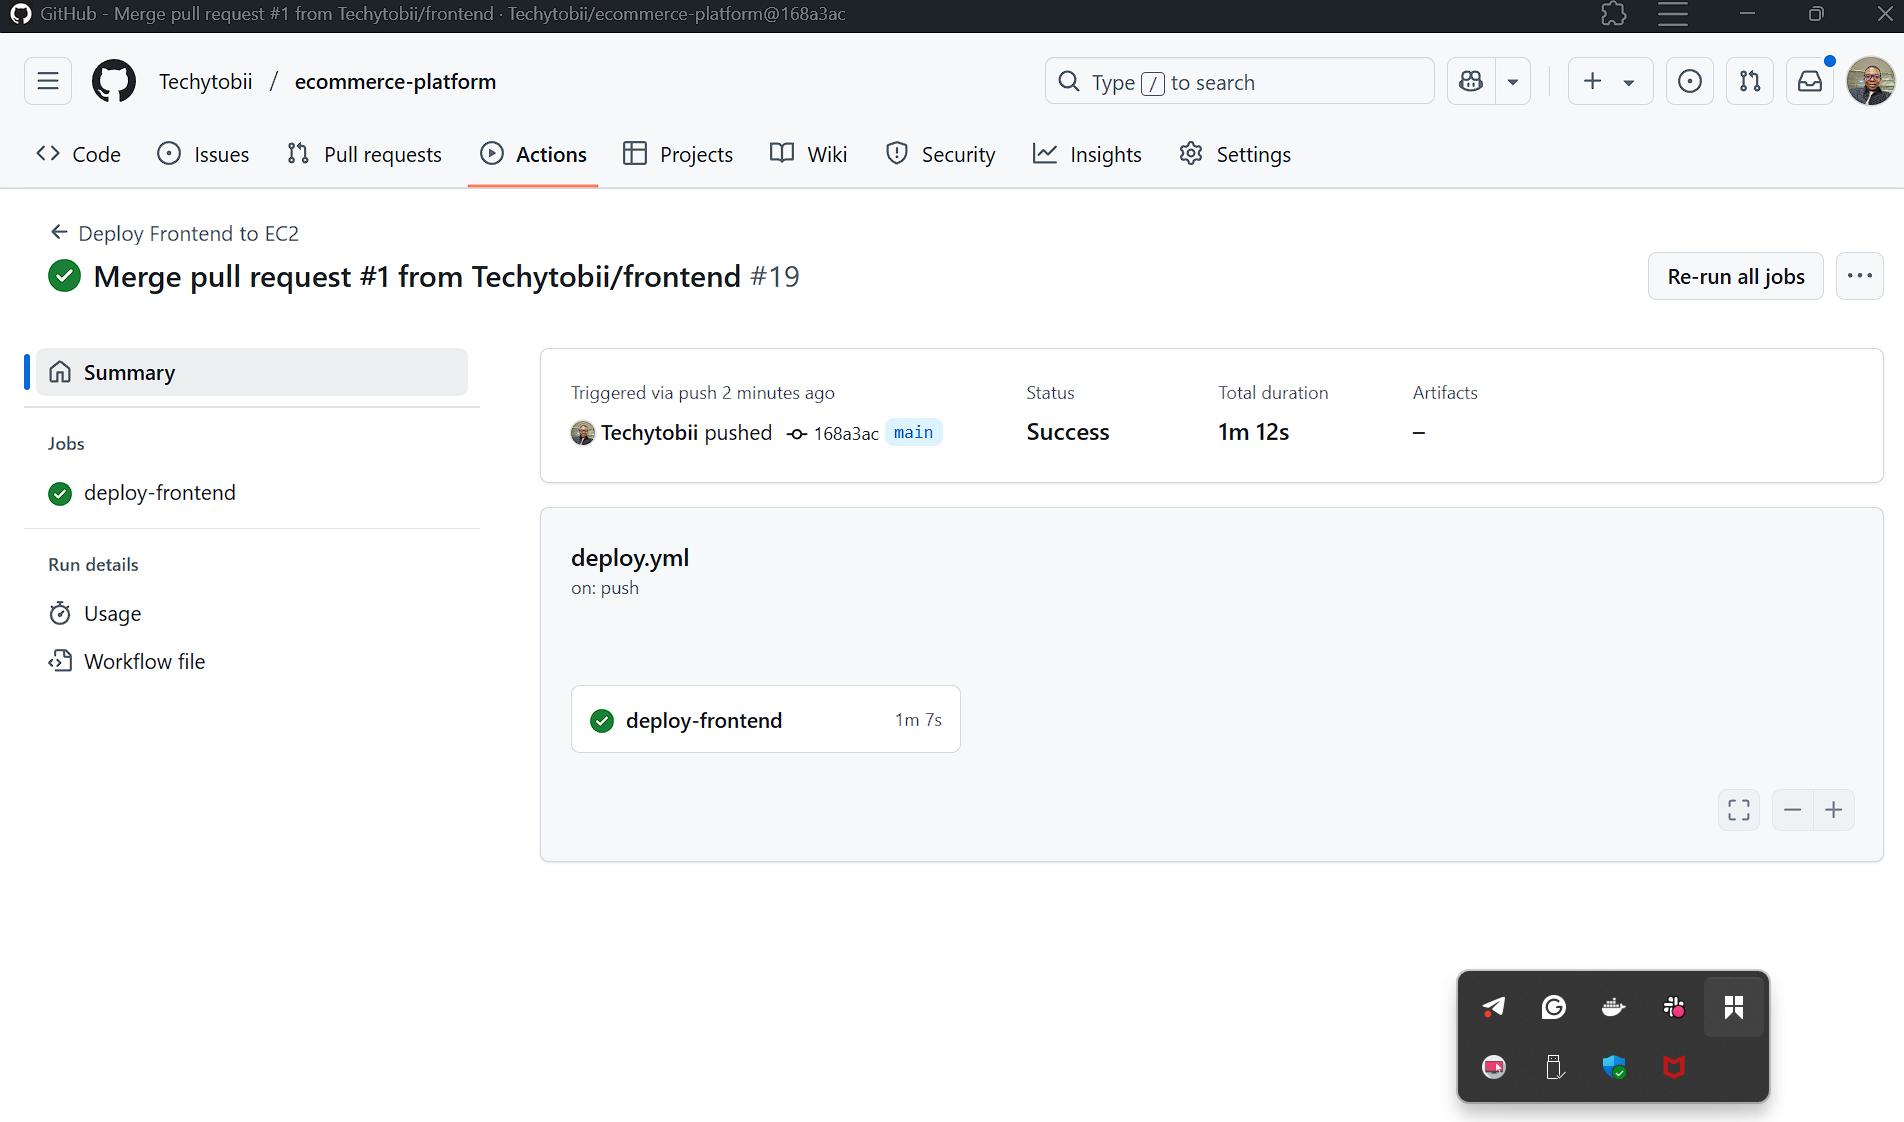 GitHub - Merge pull request #1 from Techytobii/frontend · Techytobii/ecommerce-platform@168a3ac
Techytobii / ecommerce-platform
Type / to search
Code
Issues
Pull requests
Actions
Projects
Wiki
Security
Insights
Settings
Deploy Frontend to EC2
Merge pull request #1 from Techytobii/frontend #19
Re-run all jobs
Summary
Jobs
deploy-frontend
Run details
Usage
Workflow file
Triggered via push 2 minutes ago
Techytobii pushed 168a3ac main
Status
Success
Total duration
1m 12s
Artifacts
–
deploy.yml
on: push
deploy-frontend 1m 7s